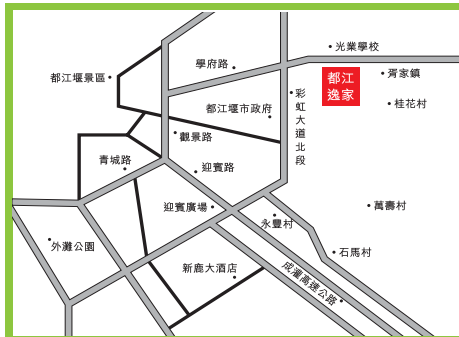 光業學校
學府路
都江堰景區
都江
逸家
胥家鎮
彩虹大道北段
桂花村
都江堰市政府
觀景路
青城路
迎賓路
迎賓廣場
萬壽村
永豐村
外灘公園
石馬村
新鹿大酒店
成灌高速公路